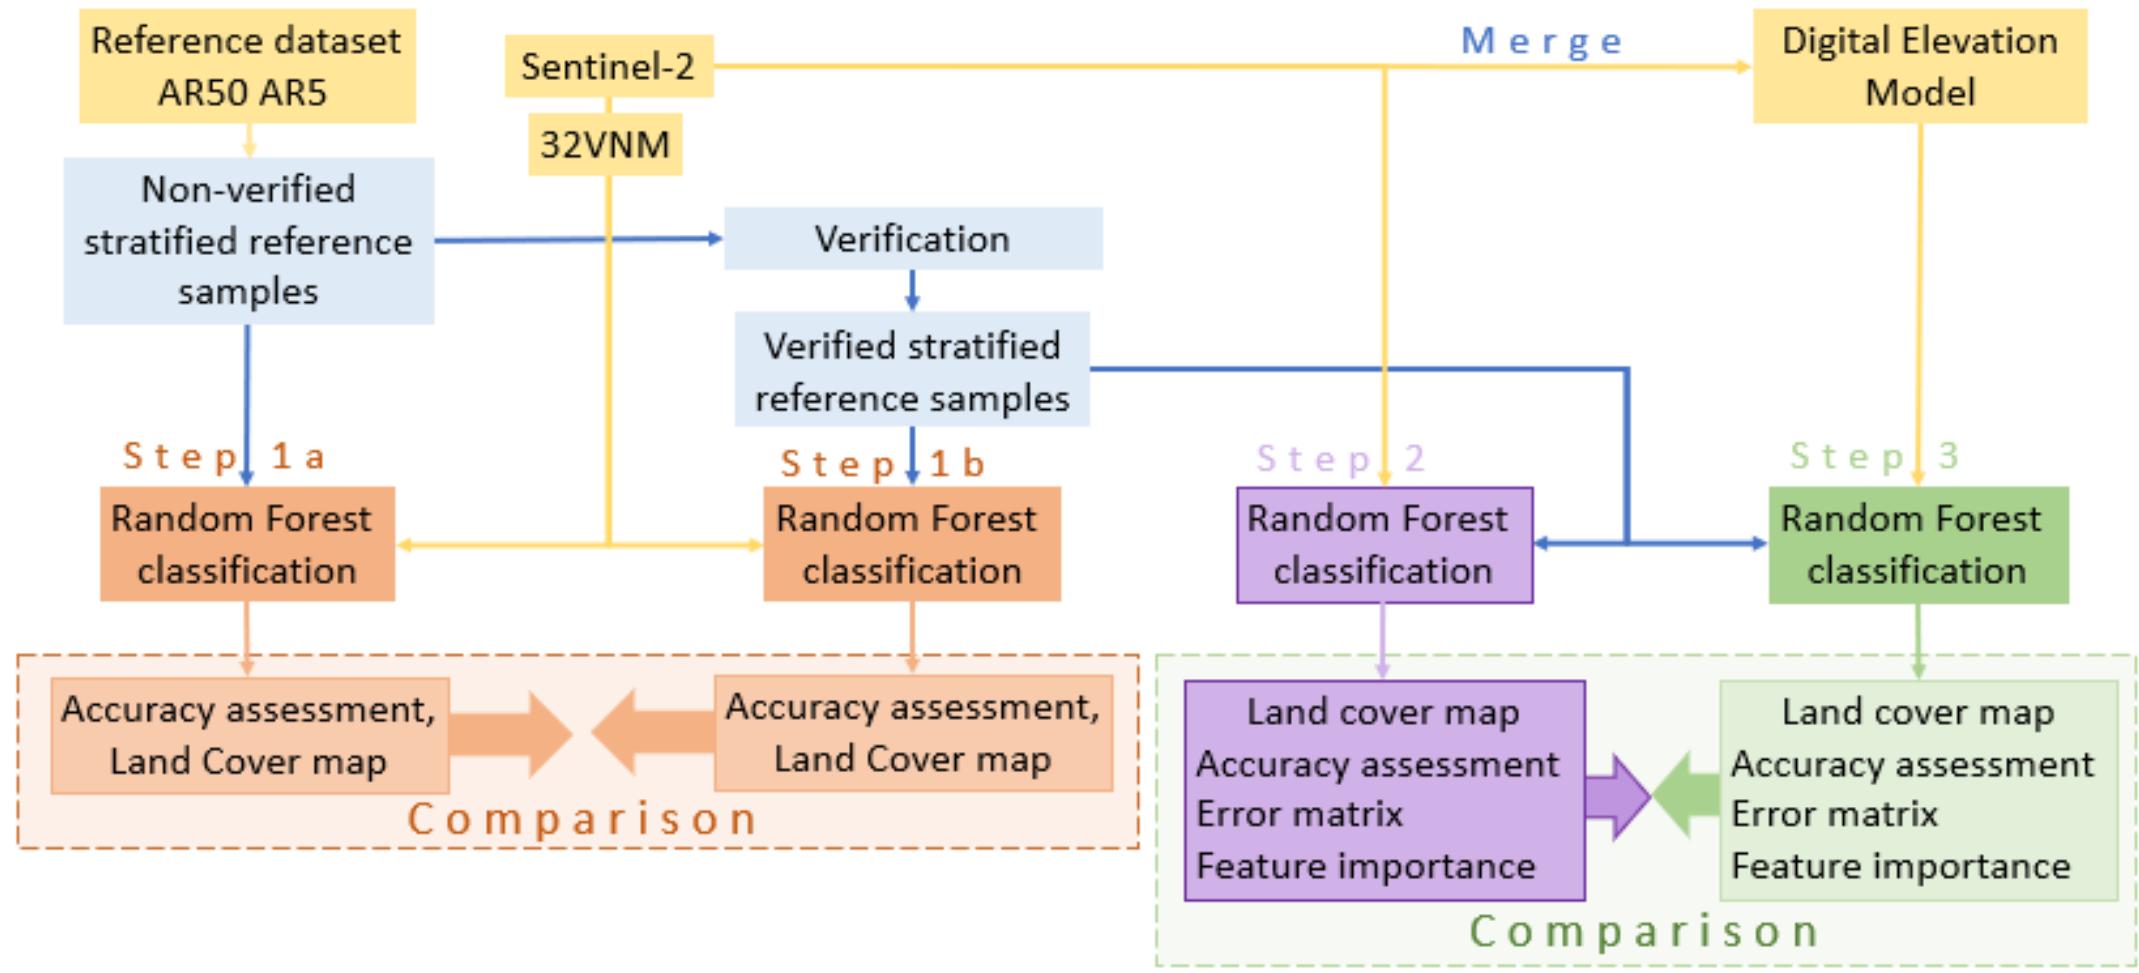 Reference dataset
AR50 AR5
Sentinel-2
32VNM
Merge
Digital Elevation
Model
Non-verified
stratified reference
samples
Verification
Verified stratified
reference samples
Step 1a
Step 1b
Step 2
Step 3
Random Forest
classification
Random Forest
classification
Random Forest
classification
Random Forest
classification
Accuracy assessment,
Land Cover map
Accuracy assessment,
Land Cover map
Comparison
Land cover map
Accuracy assessment
Error matrix
Feature importance
Land cover map
Accuracy assessment
Error matrix
Feature importance
Comparison